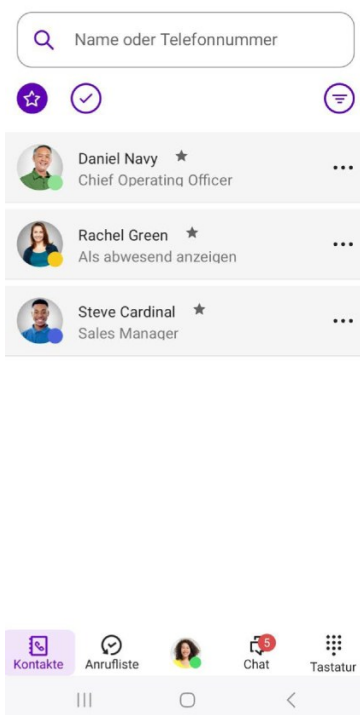 Name oder Telefonnummer
Daniel Navy
Chief Operating Officer
Rachel Green
Als abwesend anzeigen
Steve Cardinal
Sales Manager
5
Kontakte
Anrufliste
Chat
Tastatur